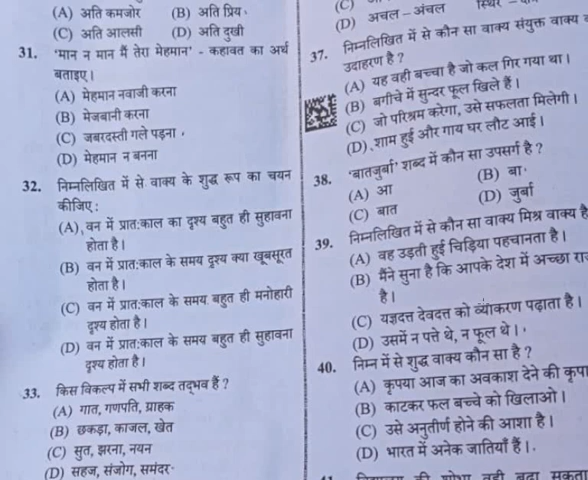 (A) अति कमजोर (B) अति प्रिय
(C) अति आलसी (D) अति दुखी
31. 'मान न मान मैं तेरा मेहमान' - कहावत का अर्थ
बताइए।
(A) मेहमान नवाजी करना
(B) मेजबानी करना
(C) जबरदस्ती गले पड़ना
(D) मेहमान न बनना
32. निम्नलिखित में से वाक्य के शुद्ध रूप का चयन
कीजिए :
(A) वन में प्रात:काल का दृश्य बहुत ही सुहावना
होता है।
(B) वन में प्रात:काल के समय दृश्य क्या खूबसूरत
होता है।
(C) वन में प्रात:काल के समय बहुत ही मनोहारी
दृश्य होता है।
(D) वन में प्रात:काल के समय बहुत ही सुहावना
दृश्य होता है।
33. किस विकल्प में सभी शब्द तद्भव हैं ?
(A) गात, गणपति, ग्राहक
(B) छकड़ा, काजल, खेत
(C) सुत, झरना, नयन
(D) सहज, संजोग, समंदर
(C)
(D) अचल – अंचल
37. निम्नलिखित में से कौन सा वाक्य संयुक्त वाक्य
उदाहरण है ?
(A) यह वही बच्चा है जो कल गिर गया था।
(B) बगीचे में सुन्दर फूल खिले हैं।
(C) जो परिश्रम करेगा, उसे सफलता मिलेगी।
(D) शाम हुई और गाय घर लौट आई।
38. 'बातजुर्बा' शब्द में कौन सा उपसर्ग है ?
(A) आ (B) बा
(C) बात (D) जुर्बा
39. निम्नलिखित में से कौन सा वाक्य मिश्र वाक्य है
(A) वह उड़ती हुई चिड़िया पहचानता है।
(B) मैंने सुना है कि आपके देश में अच्छा
है।
(C) यज्ञदत्त देवदत्त को व्याकरण पढ़ाता है।
(D) उसमें न पत्ते थे, न फूल थे।
40. निम्न में से शुद्ध वाक्य कौन सा है ?
(A) कृपया आज का अवकाश देने की कृपा
(B) काटकर फल बच्चे को खिलाओ।
(C) उसे अनुतीर्ण होने की आशा है।
(D) भारत में अनेक जातियाँ हैं।